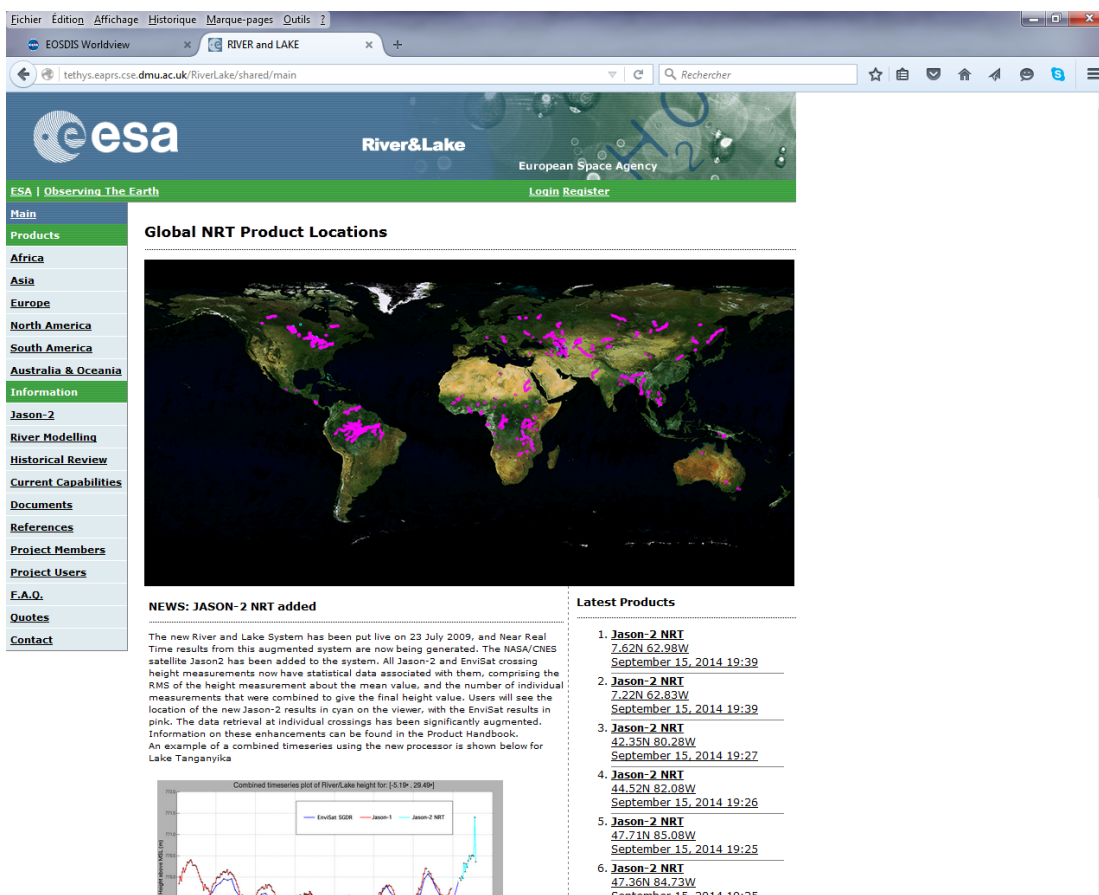 Fichier Édition Affichage Historique Marque-pages Outils ?
EOSDIS Worldview
RIVER and LAKE
tethys.eaprs.cse.dmu.ac.uk/RiverLake/shared/main
Rechercher
esa
River&Lake
European Space Agency
H2O
ESA | Observing The Earth
Login Register
Main
Products
Africa
Asia
Europe
North America
South America
Australia & Oceania
Information
Jason-2
River Modelling
Historical Review
Current Capabilities
Documents
References
Project Members
Project Users
F.A.Q.
Quotes
Contact
Global NRT Product Locations
NEWS: JASON-2 NRT added
The new River and Lake System has been put live on 23 July 2009, and Near Real
Time results from this augmented system are now being generated. The NASA/CNES
satellite Jason2 has been added to the system. All Jason-2 and EnviSat crossing
height measurements now have statistical data associated with them, comprising the
RMS of the height measurement about the mean value, and the number of individual
measurements that were combined to give the final height value. Users will see the
location of the new Jason-2 results in cyan on the viewer, with the EnviSat results in
pink. The data retrieval at individual crossings has been significantly augmented.
Information on these enhancements can be found in the Product Handbook.
An example of a combined timeseries using the new processor is shown below for
Lake Tanganyika
Combined timeseries plot of River/Lake height for: [-5.19°, 29.49°]
EnviSat SGDR Jason-1 Jason-2 NRT
Height above MSL (m)
Latest Products
1. Jason-2 NRT
7.62N 62.98W
September 15, 2014 19:39
2. Jason-2 NRT
7.22N 62.83W
September 15, 2014 19:39
3. Jason-2 NRT
42.35N 80.28W
September 15, 2014 19:27
4. Jason-2 NRT
44.52N 82.08W
September 15, 2014 19:26
5. Jason-2 NRT
47.71N 85.08W
September 15, 2014 19:25
6. Jason-2 NRT
47.36N 84.73W
September 15, 2014 19:25